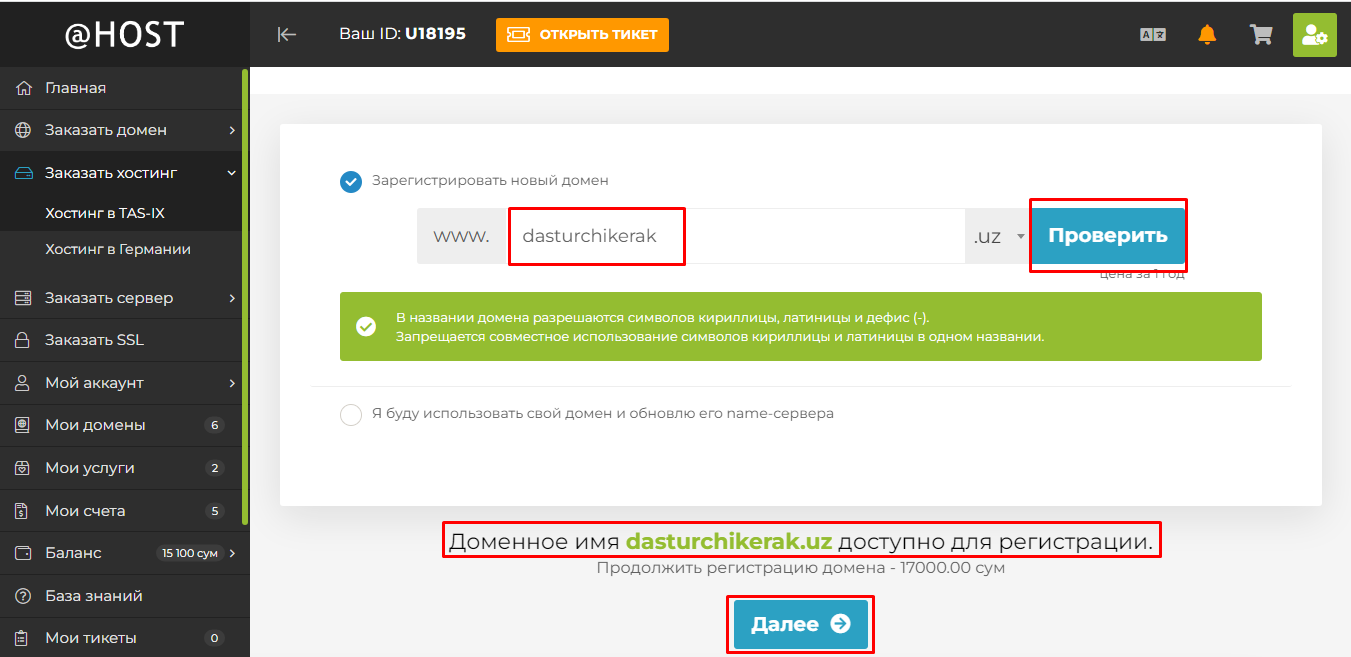 @HOST
Ваш ID: U18195
ОТКРЫТЬ ТИКЕТ
Главная
Заказать домен
Заказать хостинг
Хостинг в TAS-IX
Хостинг в Германии
Заказать сервер
Заказать SSL
Мой аккаунт
Мои домены 6
Мои услуги 2
Мои счета 5
Баланс 15 100 сум
База знаний
Мои тикеты 0
Зарегистрировать новый домен
www. dasturchikerak .uz Проверить
цена за 1 год
В названии домена разрешаются символов кириллицы, латиницы и дефис (-).
Запрещается совместное использование символов кириллицы и латиницы в одном названии.
Я буду использовать свой домен и обновлю его name-сервера
Доменное имя dasturchikerak.uz доступно для регистрации.
Продолжить регистрацию домена - 17000.00 сум
Далее